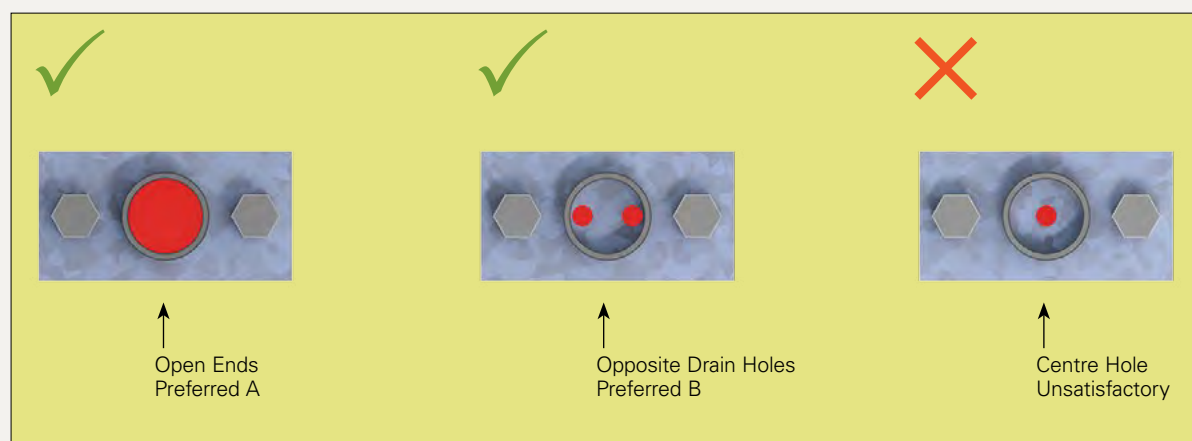 Open Ends
Preferred A
Opposite Drain Holes
Preferred B
Centre Hole
Unsatisfactory